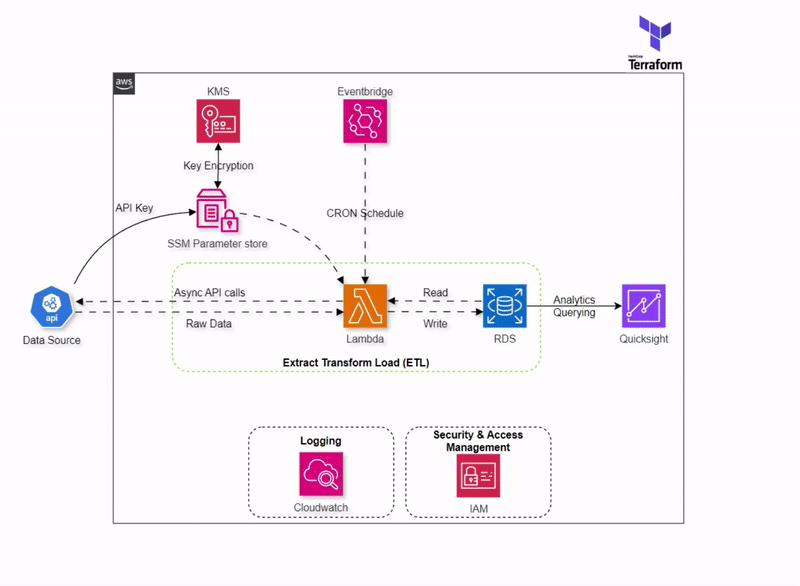 Terraform
aws
KMS
Eventbridge
Key Encryption
API Key
CRON Schedule
SSM Parameter store
Async API calls
Read
Analytics
Querying
api
Raw Data
Write
Data Source
Lambda
RDS
Quicksight
Extract Transform Load (ETL)
Logging
Security & Access
Management
Cloudwatch
IAM